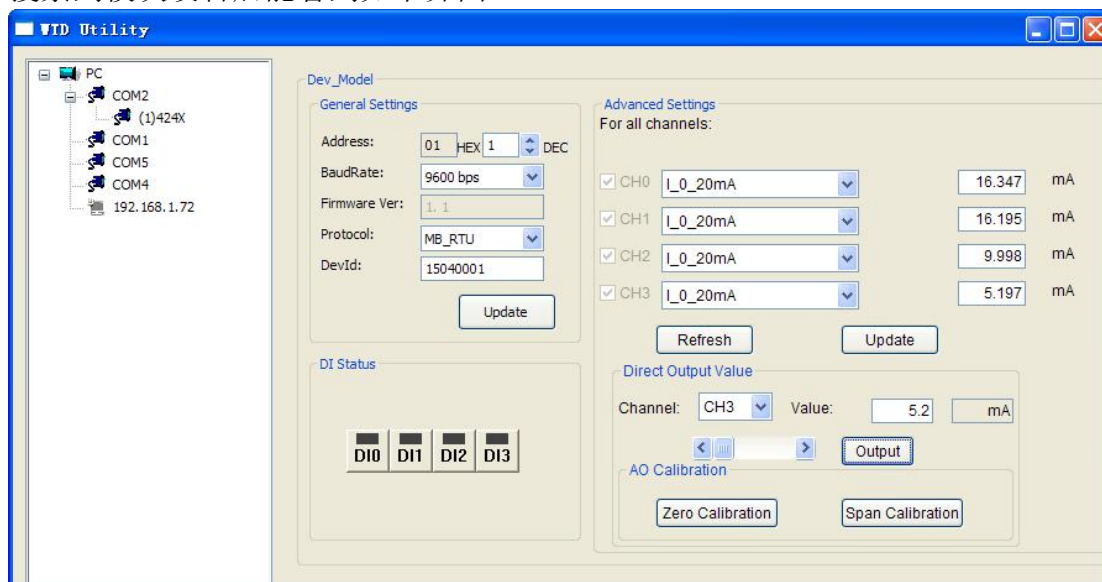 WTD Utility
PC
COM2
(1)424X
COM1
COM5
COM4
192.168.1.72
Dev_Model
General Settings
Address: 01 HEX 1 DEC
BaudRate: 9600 bps
Firmware Ver: 1. 1
Protocol: MB_RTU
DevId: 15040001
Update
DI Status
DI0 DI1 DI2 DI3
Advanced Settings
For all channels:
CH0 I_0_20mA 16.347 mA
CH1 I_0_20mA 16.195 mA
CH2 I_0_20mA 9.998 mA
CH3 I_0_20mA 5.197 mA
Refresh Update
Direct Output Value
Channel: CH3 Value: 5.2 mA
Output
AO Calibration
Zero Calibration Span Calibration